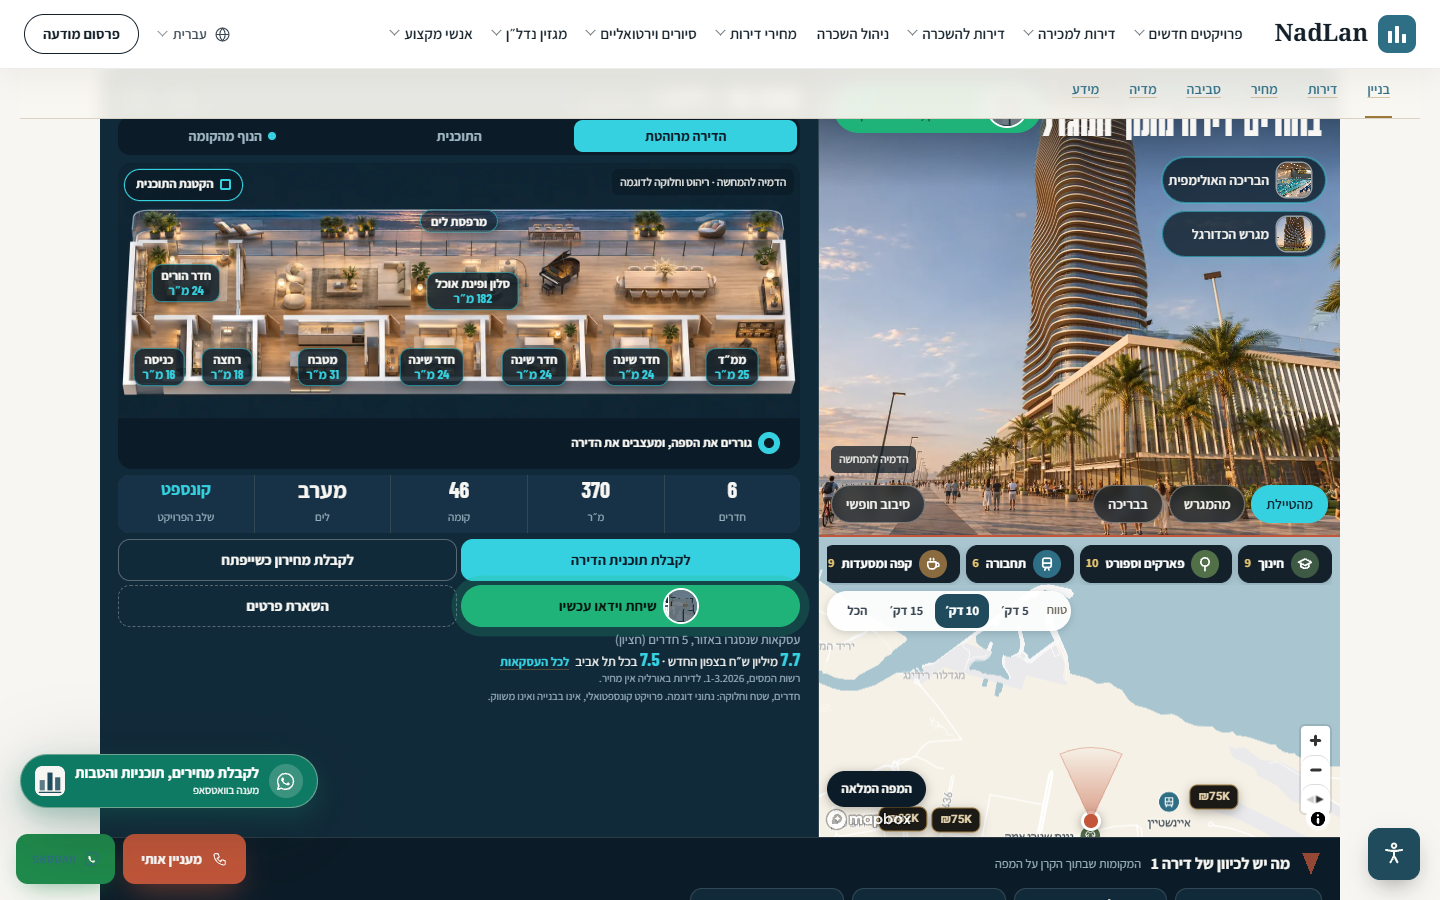 NadLan
פרויקטים חדשים
דירות למכירה
דירות להשכרה
ניהול השכרה
מחירי דירות
סיורים וירטואליים
מגזין נדל״ן
אנשי מקצוע
עברית
פרסום מודעה
בניין
דירות
מחיר
סביבה
מדיה
מידע
הבריכה האולימפית
מגרש הכדורגל
הדמיה להמחשה
מהטיילת
מהמגרש
בבריכה
סיבוב חופשי
חינוך 9
פארקים וספורט 10
תחבורה 6
קפה ומסעדות 9
טווח
5 דק׳
10 דק׳
15 דק׳
הכל
מגדלור רידינג
₪75K
₪75K
איינשטיין
המפה המלאה
mapbox
הדירה מרוהטת
התוכנית
הנוף מהקומה
הדמיה להמחשה · ריהוט וחלוקה לדוגמה
הקטנת התוכנית
מרפסת לים
חדר הורים
24 מ״ר
סלון ופינת אוכל
182 מ״ר
ממ״ד
25 מ״ר
חדר שינה
24 מ״ר
חדר שינה
24 מ״ר
חדר שינה
24 מ״ר
מטבח
31 מ״ר
רחצה
18 מ״ר
כניסה
16 מ״ר
גוררים את הספה, ומעצבים את הדירה
6
חדרים
370
מ״ר
46
קומה
מערב
לים
קונספט
שלב הפרויקט
לקבלת תוכנית הדירה
לקבלת מחירון כשייפתח
שיחת וידאו עכשיו
השארת פרטים
עסקאות שנסגרו באזור, 5 חדרים (חציון)
7.7 מיליון ש״ח בצפון החדש · 7.5 בכל תל אביב לכל העסקאות
רשות המסים, 1-3.2026. לדירות באורליה אין מחיר.
חדרים, שטח וחלוקה: נתוני דוגמה. פרויקט קונספטואלי, אינו בבנייה ואינו משווק.
לקבלת מחירים, תוכניות והטבות
מענה בוואטסאפ
מעניין אותי
מה יש לכיוון של דירה 1
המקומות שבתוך הקרן על המפה